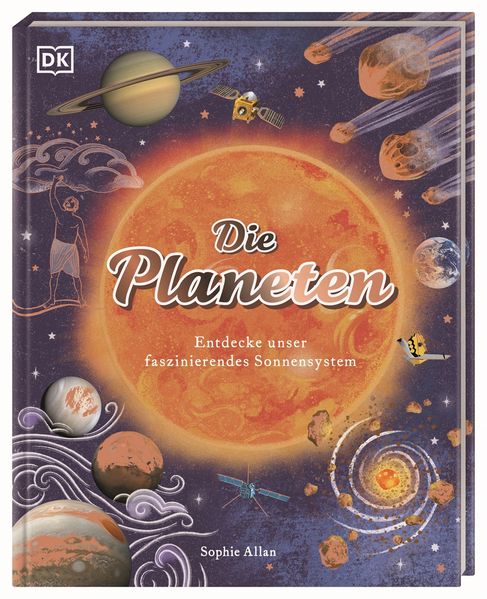 DK
Die
Planeten
Entdecke unser
faszinierendes Sonnensystem
Sophie Allan